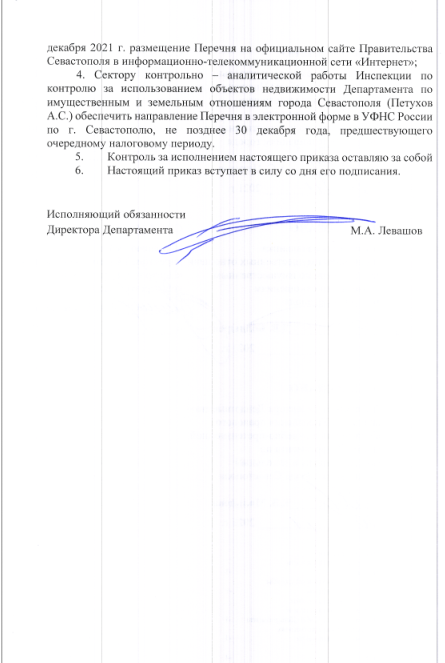 декабря 2021 г. размещение Перечня на официальном сайте Правительства
Севастополя в информационно-телекоммуникационной сети «Интернет»;
4. Сектору контрольно – аналитической работы Инспекции по
контролю за использованием объектов недвижимости Департамента по
имущественным и земельным отношениям города Севастополя (Петухов
А.С.) обеспечить направление Перечня в электронной форме в УФНС России
по г. Севастополю, не позднее 30 декабря года, предшествующего
очередному налоговому периоду.
5. Контроль за исполнением настоящего приказа оставляю за собой
6. Настоящий приказ вступает в силу со дня его подписания.
Исполняющий обязанности
Директора Департамента М.А. Левашов